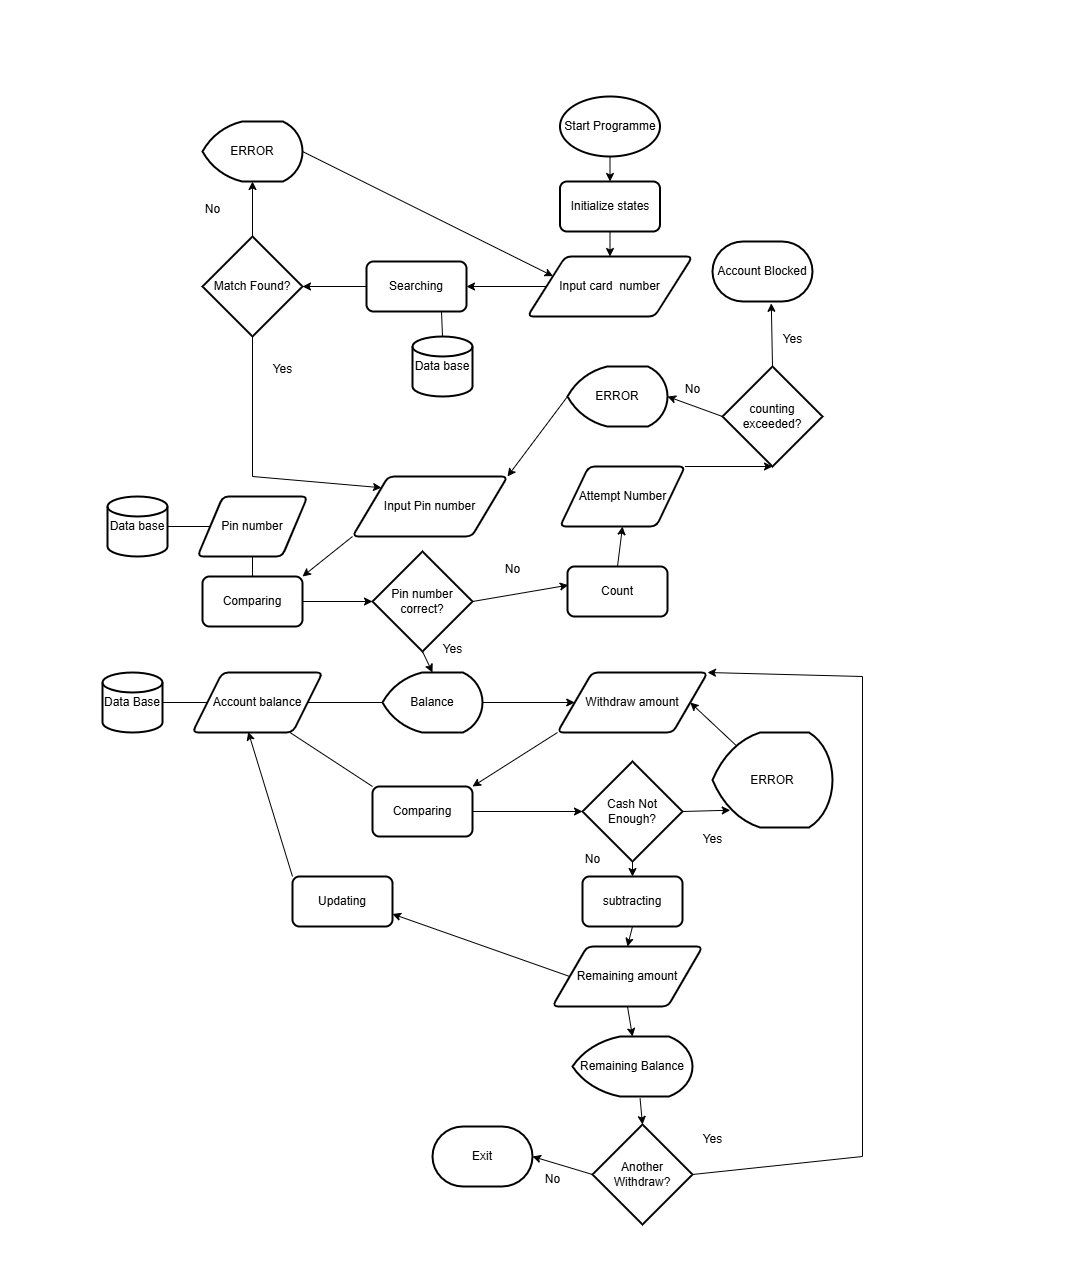 Start Programme
ERROR
Initialize states
No
Account Blocked
Match Found?
Searching
Input card  number
Yes
Data base
Yes
ERROR
No
counting
exceeded?
Attempt Number
Input Pin number
Data base
Pin number
No
Pin number
correct?
Count
Comparing
Yes
Data Base
Account balance
Balance
Withdraw amount
ERROR
Comparing
Cash Not
Enough?
Yes
No
Updating
subtracting
Remaining amount
Remaining Balance
Yes
Exit
Another
Withdraw?
No